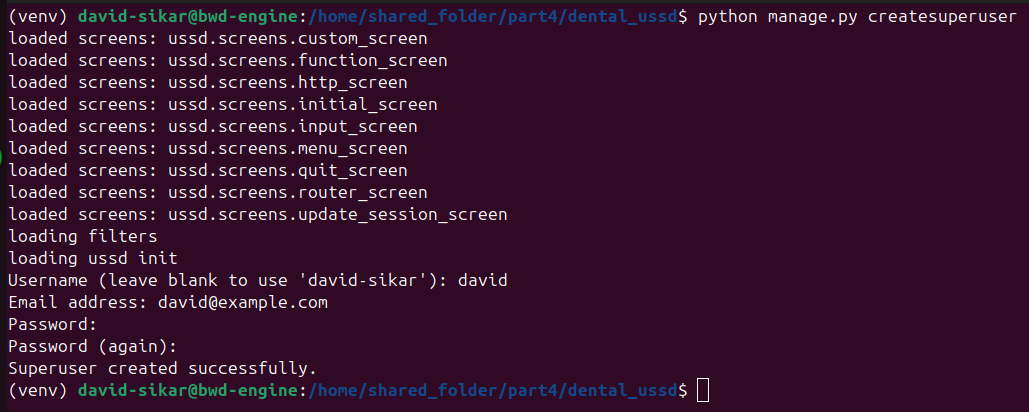 (venv) david-sikar@bwd-engine:/home/shared_folder/part4/dental_ussd$ python manage.py createsuperuser
loaded screens: ussd.screens.custom_screen
loaded screens: ussd.screens.function_screen
loaded screens: ussd.screens.http_screen
loaded screens: ussd.screens.initial_screen
loaded screens: ussd.screens.input_screen
loaded screens: ussd.screens.menu_screen
loaded screens: ussd.screens.quit_screen
loaded screens: ussd.screens.router_screen
loaded screens: ussd.screens.update_session_screen
loading filters
loading ussd init
Username (leave blank to use 'david-sikar'): david
Email address: david@example.com
Password:
Password (again):
Superuser created successfully.
(venv) david-sikar@bwd-engine:/home/shared_folder/part4/dental_ussd$